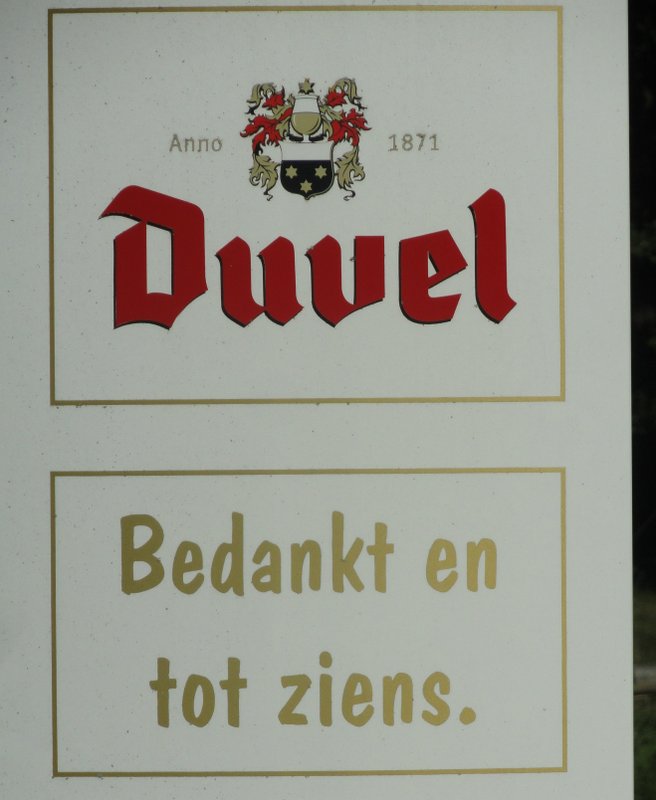 Anno 1871
Duvel
Bedankt en
tot ziens.